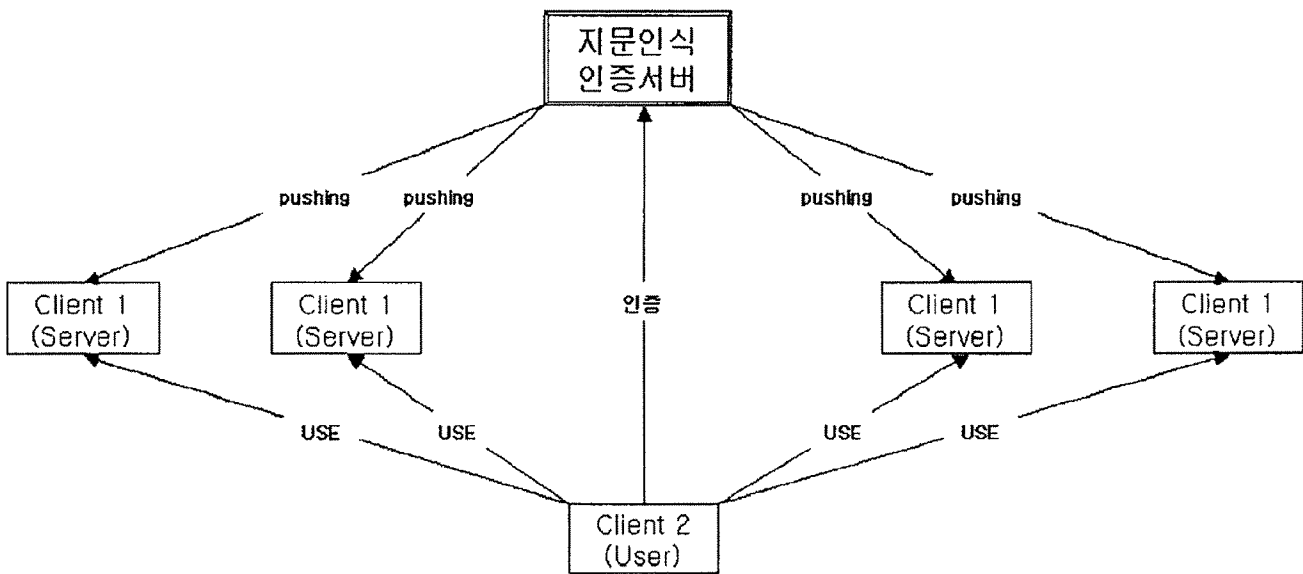 지문인식
인증서버
pushing
pushing
pushing
pushing
Client 1
(Server)
Client 1
(Server)
인증
Client 1
(Server)
Client 1
(Server)
USE
USE
USE
USE
Client 2
(User)